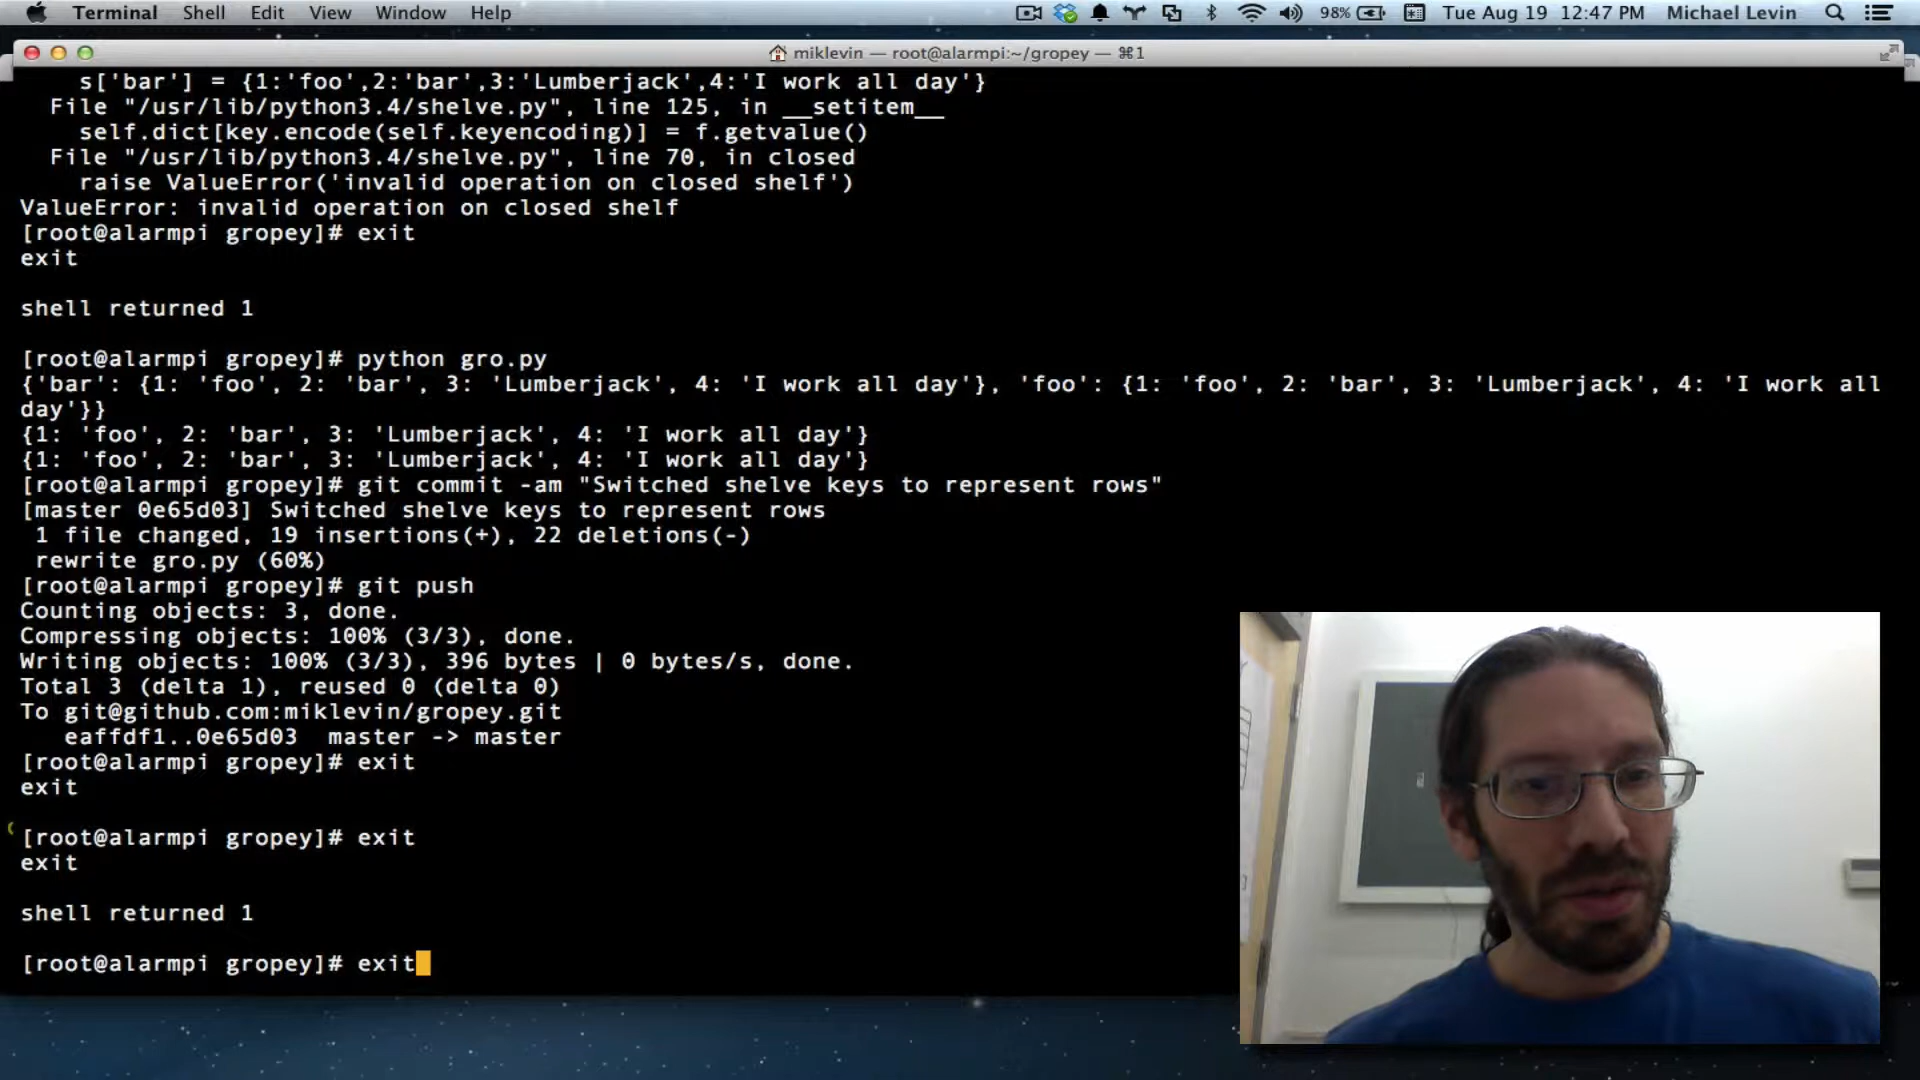 Terminal Shell Edit View Window Help 98% Tue Aug 19 12:47 PM Michael Levin
miklevin — root@alarmpi:~/gropey — ⌘1
s['bar'] = {1:'foo',2:'bar',3:'Lumberjack',4:'I work all day'}
File "/usr/lib/python3.4/shelve.py", line 125, in __setitem__
self.dict[key.encode(self.keyencoding)] = f.getvalue()
File "/usr/lib/python3.4/shelve.py", line 70, in closed
raise ValueError('invalid operation on closed shelf')
ValueError: invalid operation on closed shelf
[root@alarmpi gropey]# exit
exit
shell returned 1
[root@alarmpi gropey]# python gro.py
{'bar': {1: 'foo', 2: 'bar', 3: 'Lumberjack', 4: 'I work all day'}, 'foo': {1: 'foo', 2: 'bar', 3: 'Lumberjack', 4: 'I work all
day'}}
{1: 'foo', 2: 'bar', 3: 'Lumberjack', 4: 'I work all day'}
{1: 'foo', 2: 'bar', 3: 'Lumberjack', 4: 'I work all day'}
[root@alarmpi gropey]# git commit -am "Switched shelve keys to represent rows"
[master 0e65d03] Switched shelve keys to represent rows
1 file changed, 19 insertions(+), 22 deletions(-)
rewrite gro.py (60%)
[root@alarmpi gropey]# git push
Counting objects: 3, done.
Compressing objects: 100% (3/3), done.
Writing objects: 100% (3/3), 396 bytes | 0 bytes/s, done.
Total 3 (delta 1), reused 0 (delta 0)
To git@github.com:miklevin/gropey.git
eaffdf1..0e65d03 master -> master
[root@alarmpi gropey]# exit
exit
[root@alarmpi gropey]# exit
exit
shell returned 1
[root@alarmpi gropey]# exit